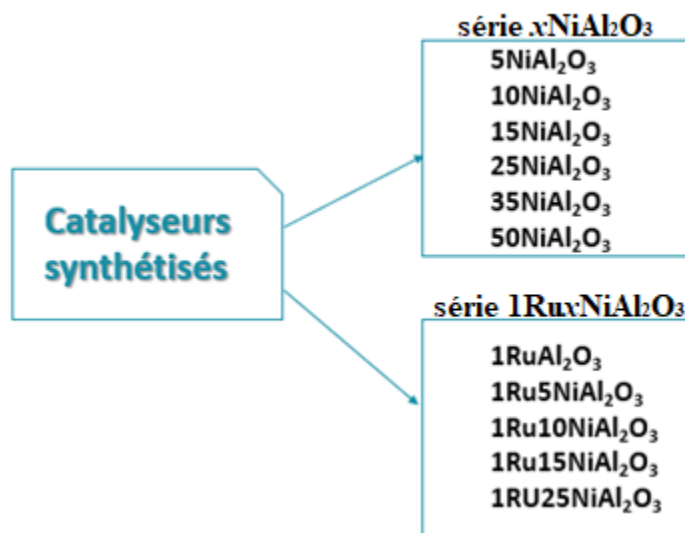 série xNiAl₂O₃
5NiAl₂O₃
10NiAl₂O₃
15NiAl₂O₃
25NiAl₂O₃
35NiAl₂O₃
50NiAl₂O₃
Catalyseurs
synthétisés
série 1RuxNiAl₂O₃
1RuAl₂O₃
1Ru5NiAl₂O₃
1Ru10NiAl₂O₃
1Ru15NiAl₂O₃
1RU25NiAl₂O₃